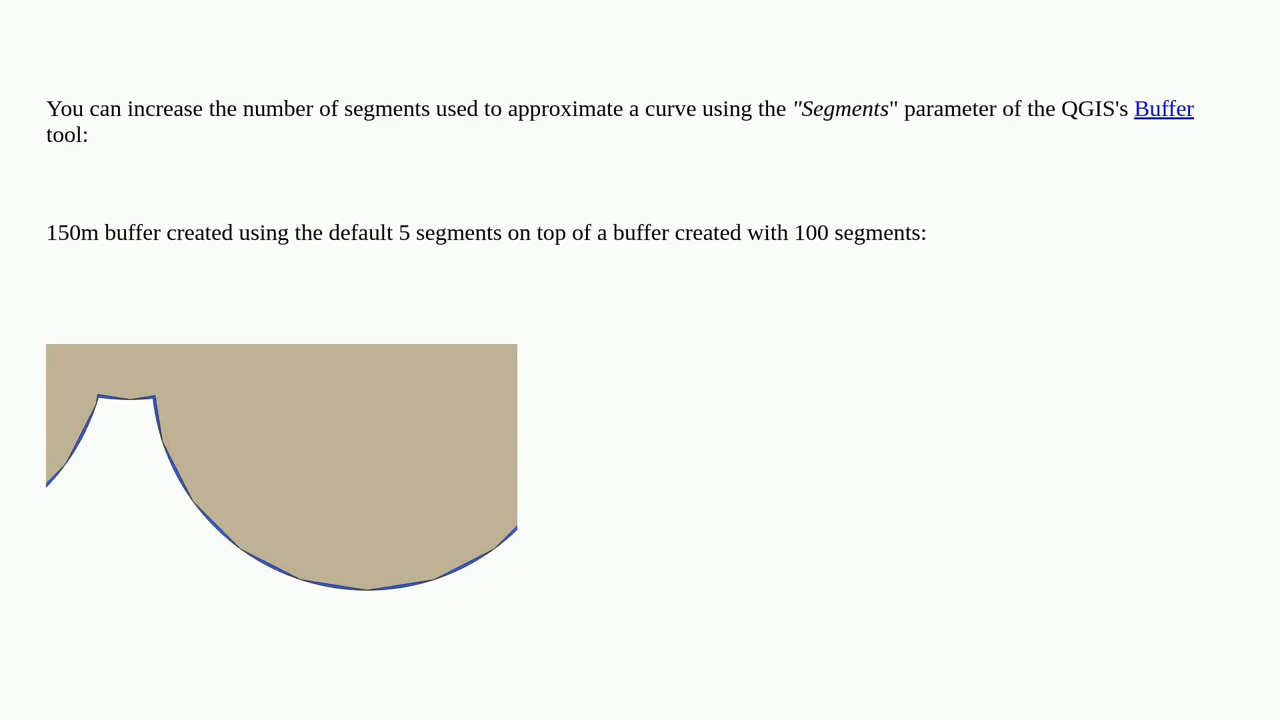 You can increase the number of segments used to approximate a curve using the "Segments" parameter of the QGIS's Buffer
tool:
150m buffer created using the default 5 segments on top of a buffer created with 100 segments: